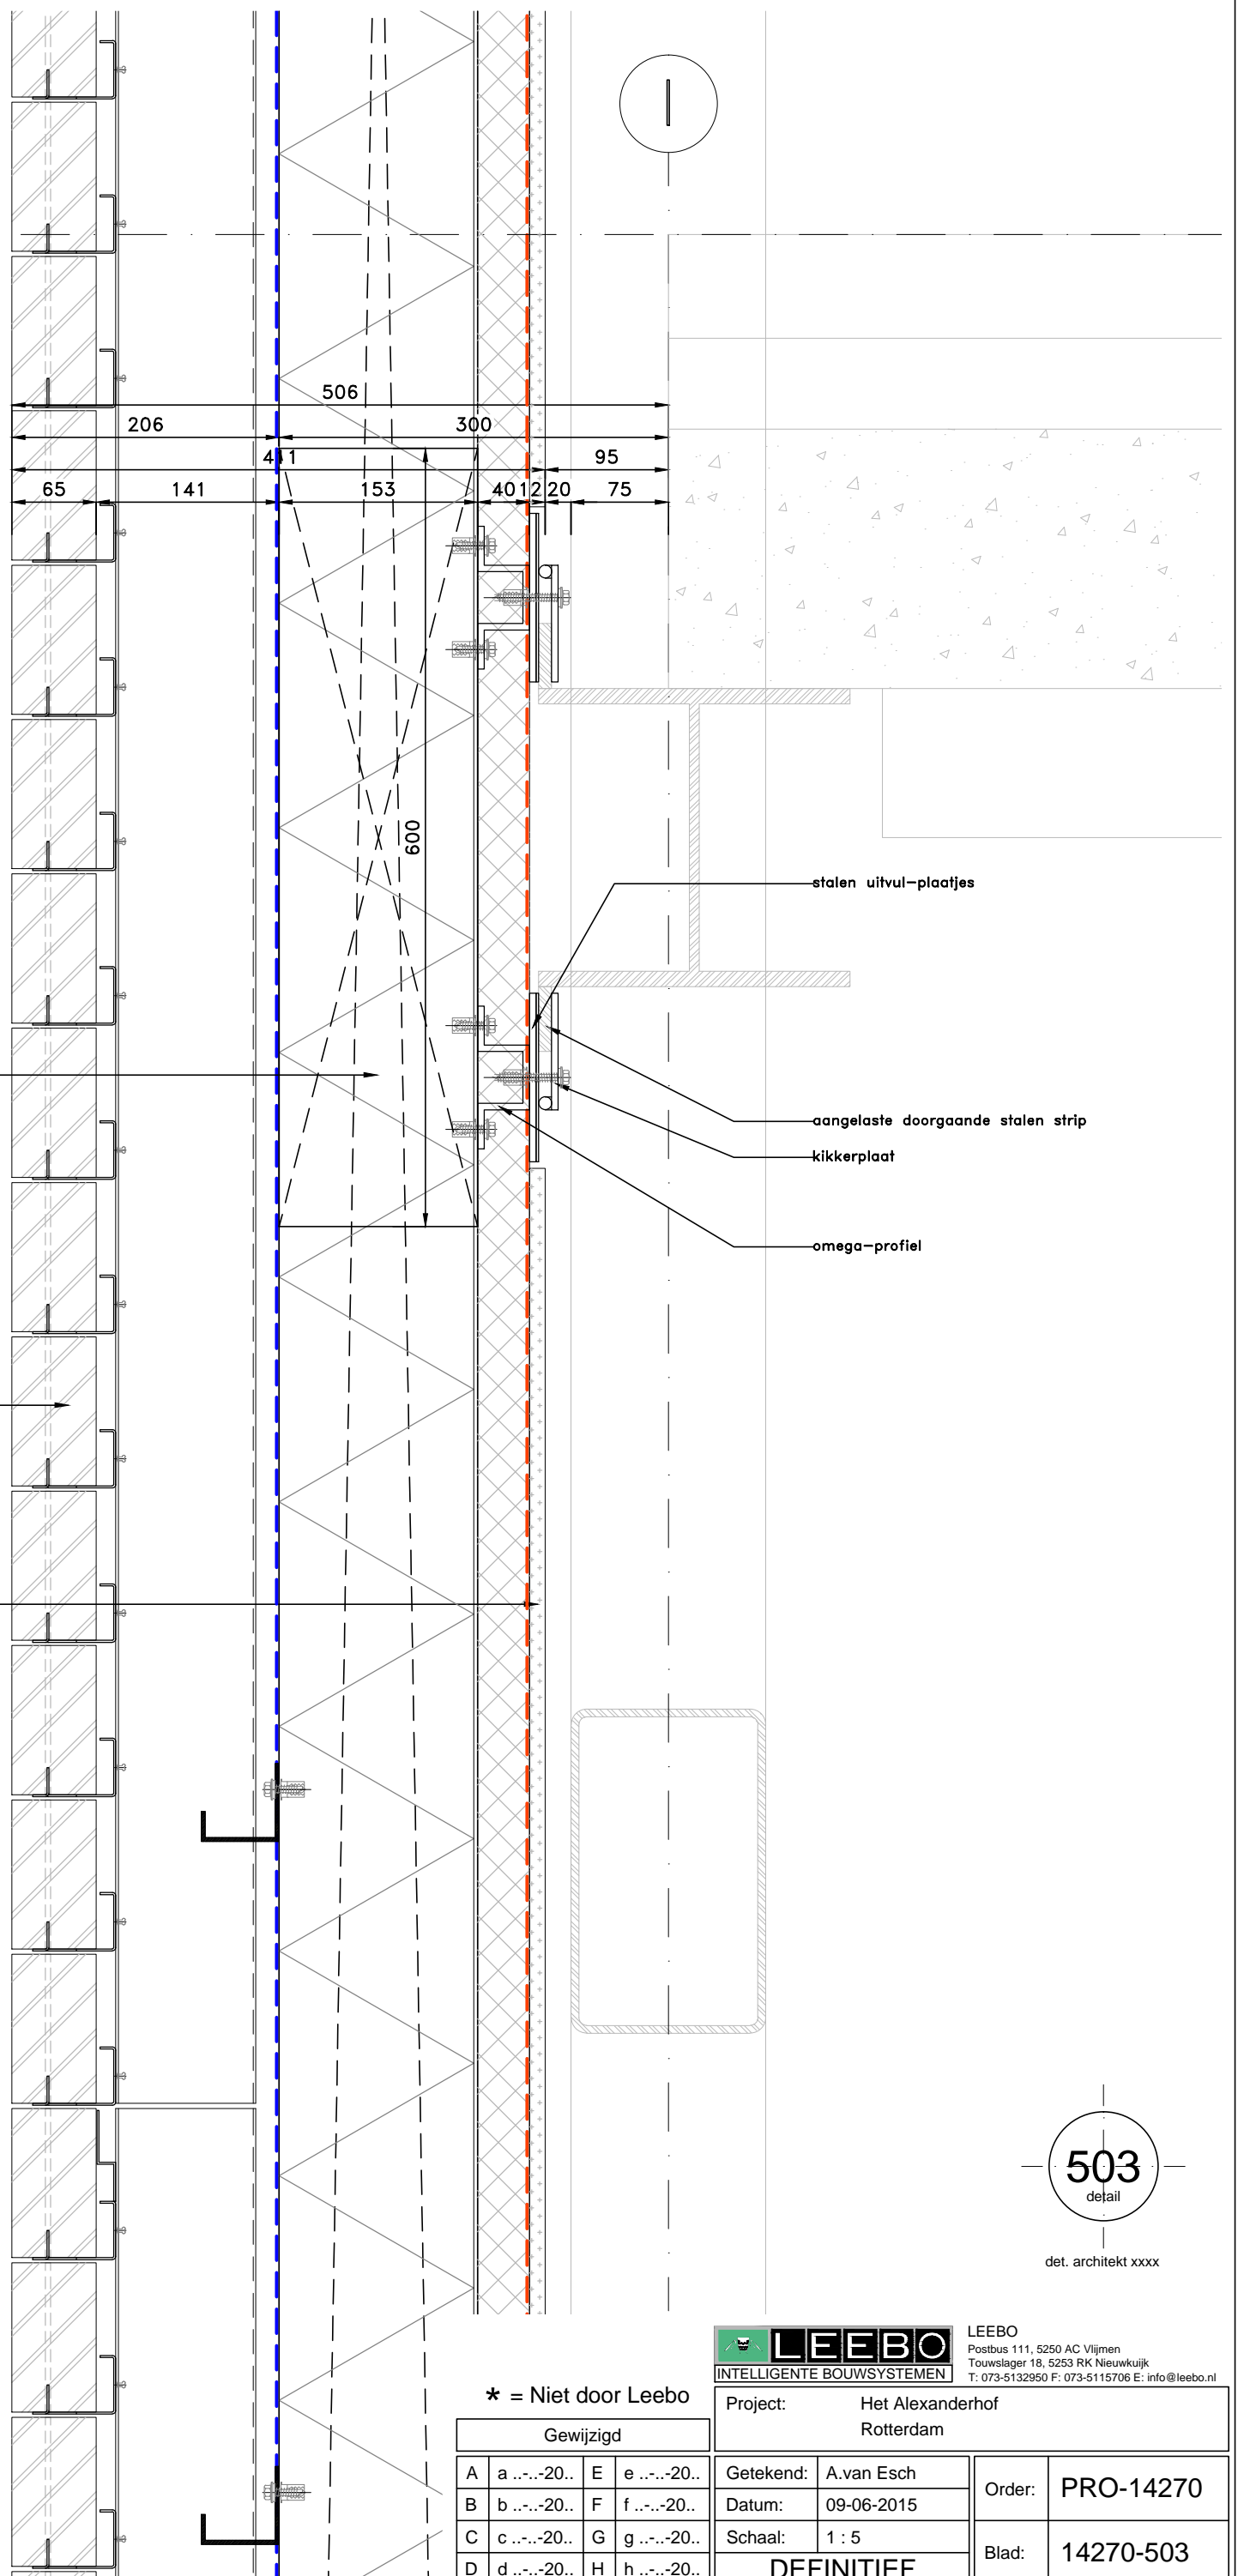 506
206 300
411 95
65 141 153 40 12 20 75
600
stalen uitvul-plaatjes
aangelaste doorgaande stalen strip
kikkerplaat
omega-profiel
503
detail
det. architekt xxxx
LEEBO
INTELLIGENTE BOUWSYSTEMEN
LEEBO
Postbus 111, 5250 AC Vlijmen
Touwslager 18, 5253 RK Nieuwkuijk
T: 073-5132950 F: 073-5115706 E: info@leebo.nl
* = Niet door Leebo
Project: Het Alexanderhof
Rotterdam
Gewijzigd
A a ..-..-20.. E e ..-..-20..
B b ..-..-20.. F f ..-..-20..
C c ..-..-20.. G g ..-..-20..
D d ..-..-20.. H h ..-..-20..
Getekend: A.van Esch
Datum: 09-06-2015
Schaal: 1 : 5
DEFINITIEF
Order: PRO-14270
Blad: 14270-503